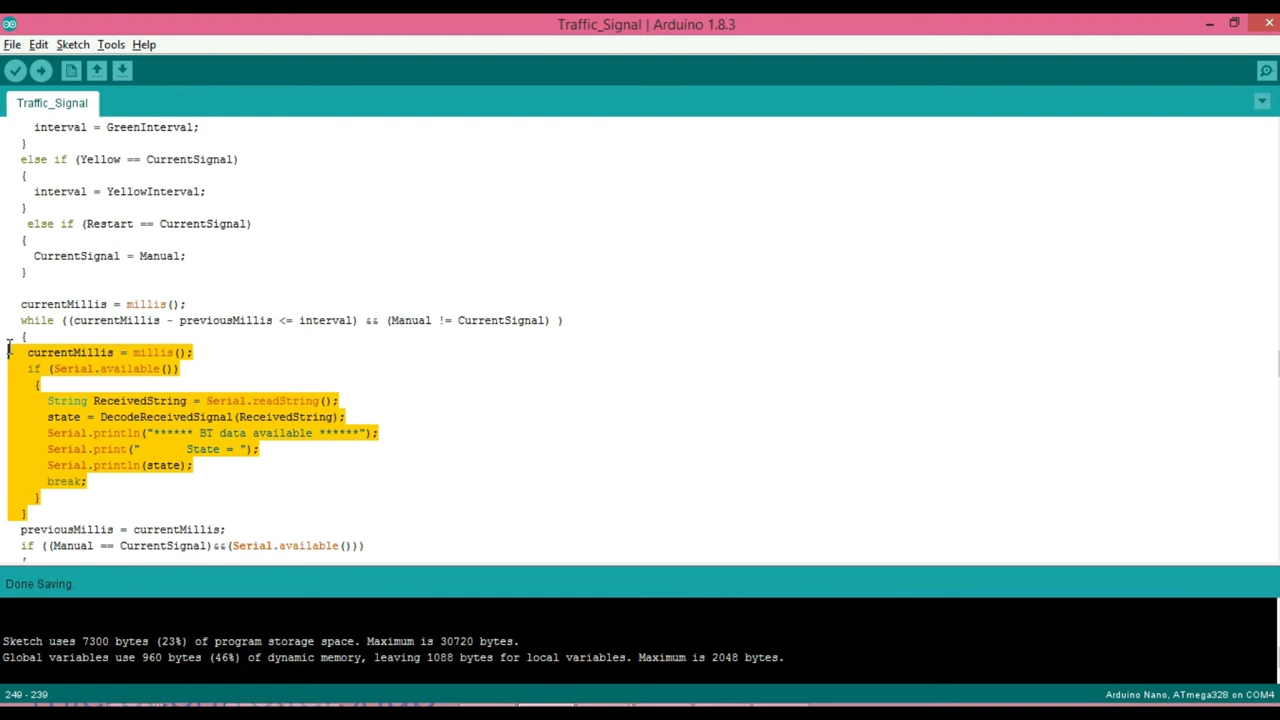 Traffic_Signal | Arduino 1.8.3
File Edit Sketch Tools Help
Traffic_Signal
interval = GreenInterval;
}
else if (Yellow == CurrentSignal)
{
interval = YellowInterval;
}
else if (Restart == CurrentSignal)
{
CurrentSignal = Manual;
}
currentMillis = millis();
while ((currentMillis - previousMillis <= interval) && (Manual != CurrentSignal) )
{
currentMillis = millis();
if (Serial.available())
{
String ReceivedString = Serial.readString();
state = DecodeReceivedSignal(ReceivedString);
Serial.println("****** BT data available ******");
Serial.print("       State = ");
Serial.println(state);
break;
}
}
previousMillis = currentMillis;
if ((Manual == CurrentSignal)&&(Serial.available()))
Done Saving.
Sketch uses 7300 bytes (23%) of program storage space. Maximum is 30720 bytes.
Global variables use 960 bytes (46%) of dynamic memory, leaving 1088 bytes for local variables. Maximum is 2048 bytes.
249 - 239
Arduino Nano, ATmega328 on COM4